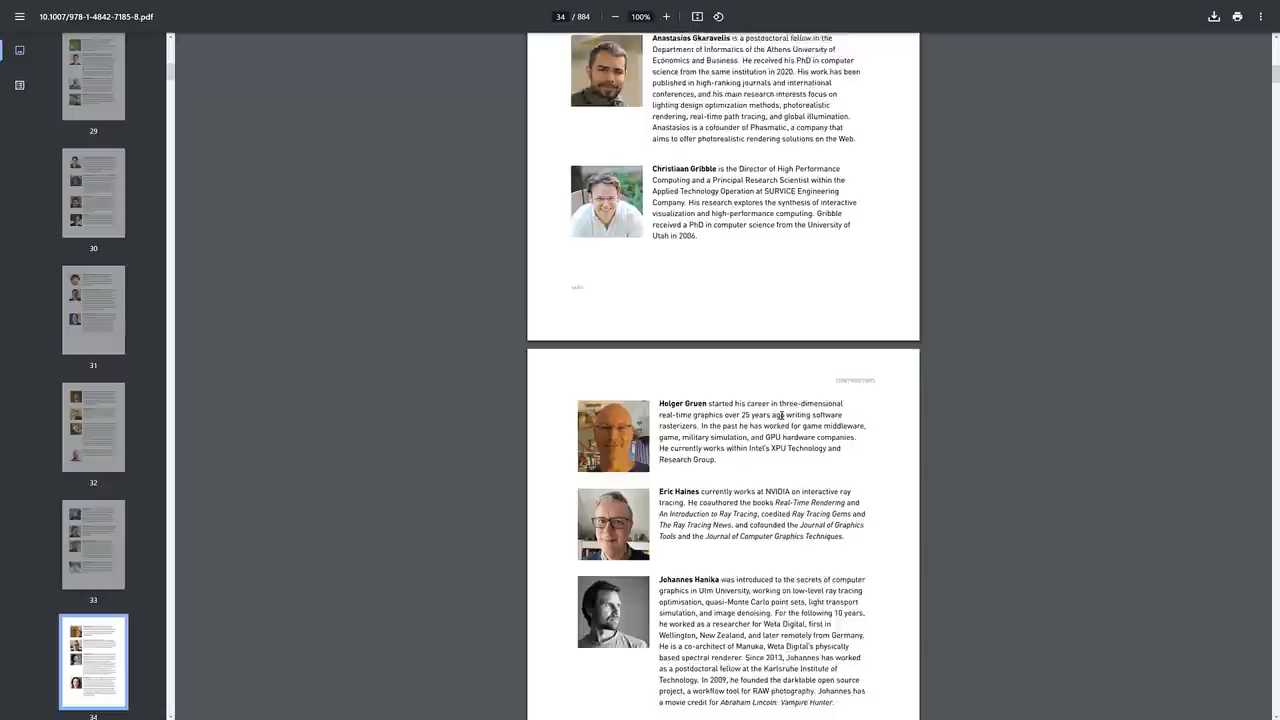 10.1007/978-1-4842-7185-8.pdf
34 / 884
100%
29
30
31
32
33
34
Anastasios Gkaravelis is a postdoctoral fellow in the
Department of Informatics of the Athens University of
Economics and Business. He received his PhD in computer
science from the same institution in 2020. His work has been
published in high-ranking journals and international
conferences, and his main research interests focus on
lighting design optimization methods, photorealistic
rendering, real-time path tracing, and global illumination.
Anastasios is a cofounder of Phasmatic, a company that
aims to offer photorealistic rendering solutions on the Web.
Christiaan Gribble is the Director of High Performance
Computing and a Principal Research Scientist within the
Applied Technology Operation at SURVICE Engineering
Company. His research explores the synthesis of interactive
visualization and high-performance computing. Gribble
received a PhD in computer science from the University of
Utah in 2006.
CONTRIBUTORS
Holger Gruen started his career in three-dimensional
real-time graphics over 25 years ago writing software
rasterizers. In the past he has worked for game middleware,
game, military simulation, and GPU hardware companies.
He currently works within Intel's XPU Technology and
Research Group.
Eric Haines currently works at NVIDIA on interactive ray
tracing. He coauthored the books Real-Time Rendering and
An Introduction to Ray Tracing, coedited Ray Tracing Gems and
The Ray Tracing News, and cofounded the Journal of Graphics
Tools and the Journal of Computer Graphics Techniques.
Johannes Hanika was introduced to the secrets of computer
graphics in Ulm University, working on low-level ray tracing
optimisation, quasi-Monte Carlo point sets, light transport
simulation, and image denoising. For the following 10 years,
he worked as a researcher for Weta Digital, first in
Wellington, New Zealand, and later remotely from Germany.
He is a co-architect of Manuka, Weta Digital's physically
based spectral renderer. Since 2013, Johannes has worked
as a postdoctoral fellow at the Karlsruhe Institute of
Technology. In 2009, he founded the darktable open source
project, a workflow tool for RAW photography. Johannes has
a movie credit for Abraham Lincoln: Vampire Hunter.